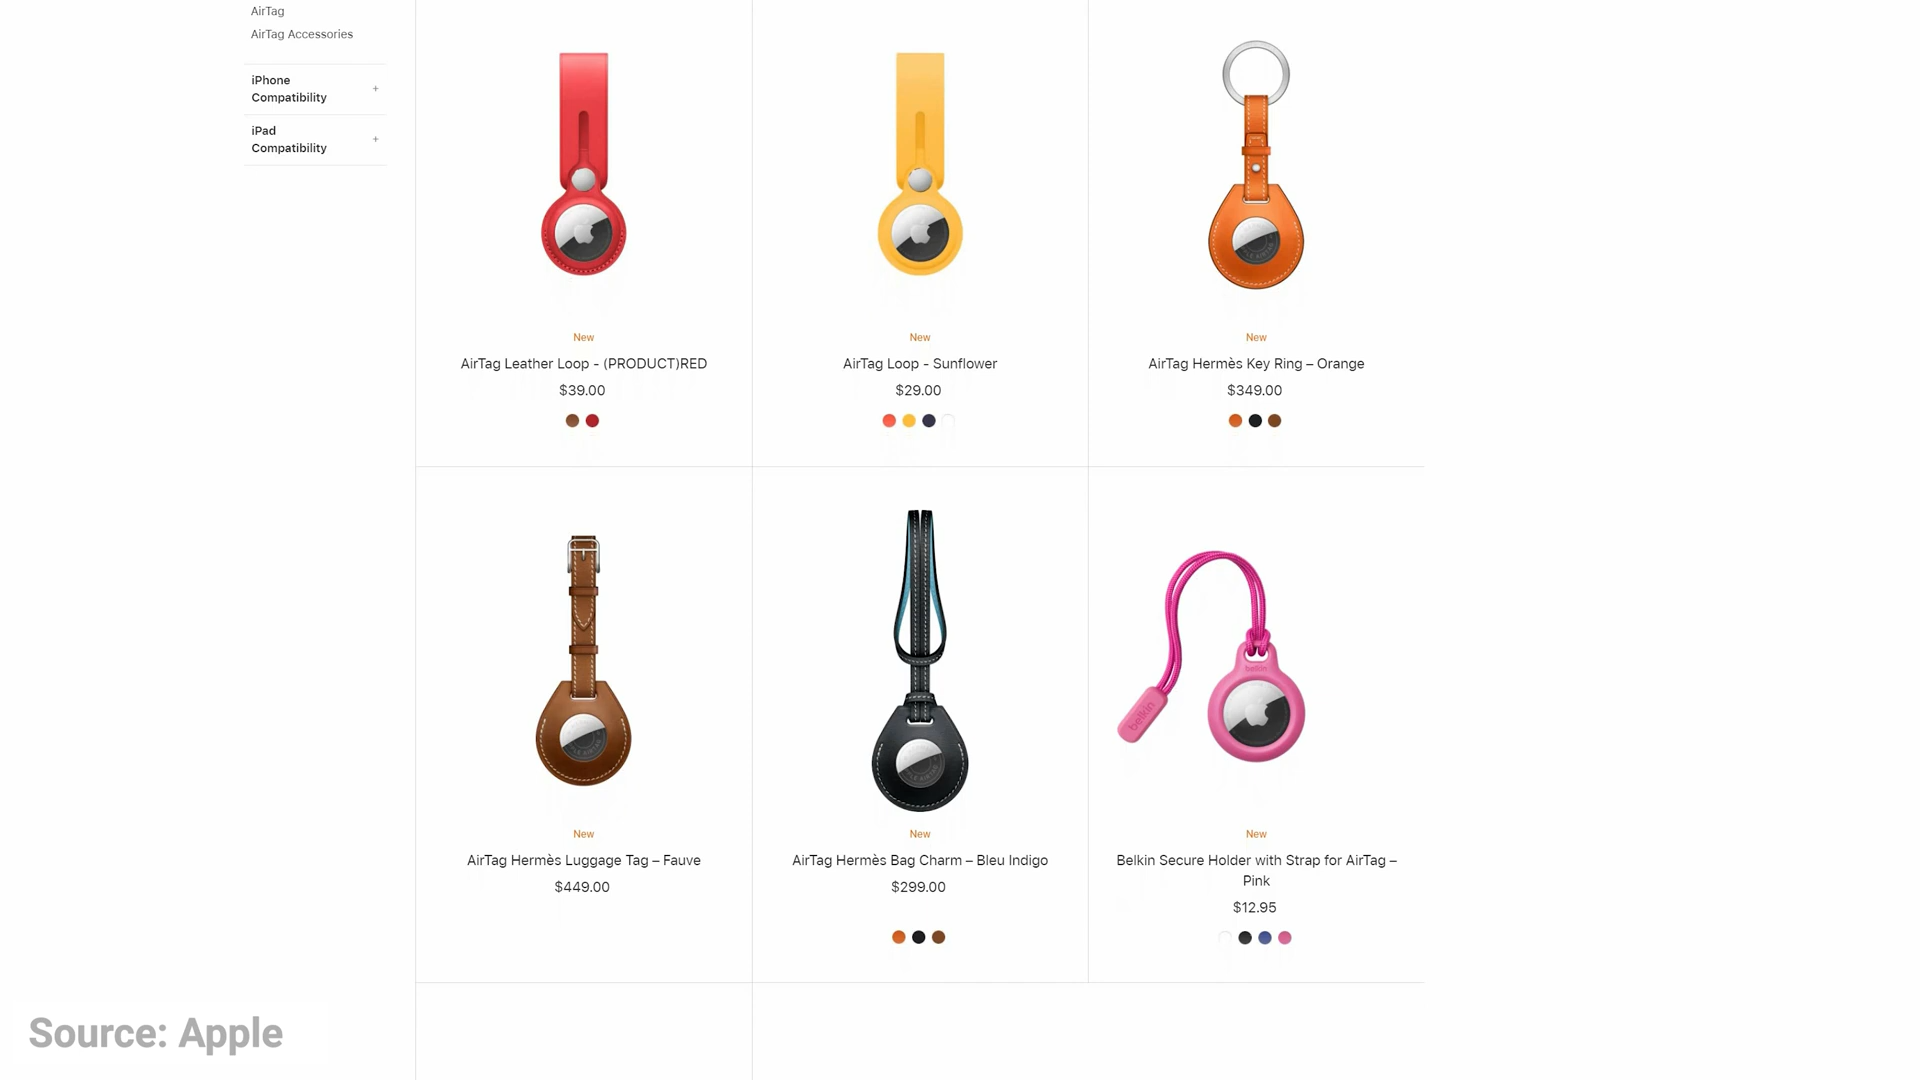 AirTag
AirTag Accessories
iPhone
Compatibility
+
iPad
Compatibility
+
New
AirTag Leather Loop - (PRODUCT)RED
$39.00
New
AirTag Loop - Sunflower
$29.00
New
AirTag Hermès Key Ring – Orange
$349.00
New
AirTag Hermès Luggage Tag – Fauve
$449.00
New
AirTag Hermès Bag Charm – Bleu Indigo
$299.00
belkin
belkin
New
Belkin Secure Holder with Strap for AirTag –
Pink
$12.95
Source: Apple